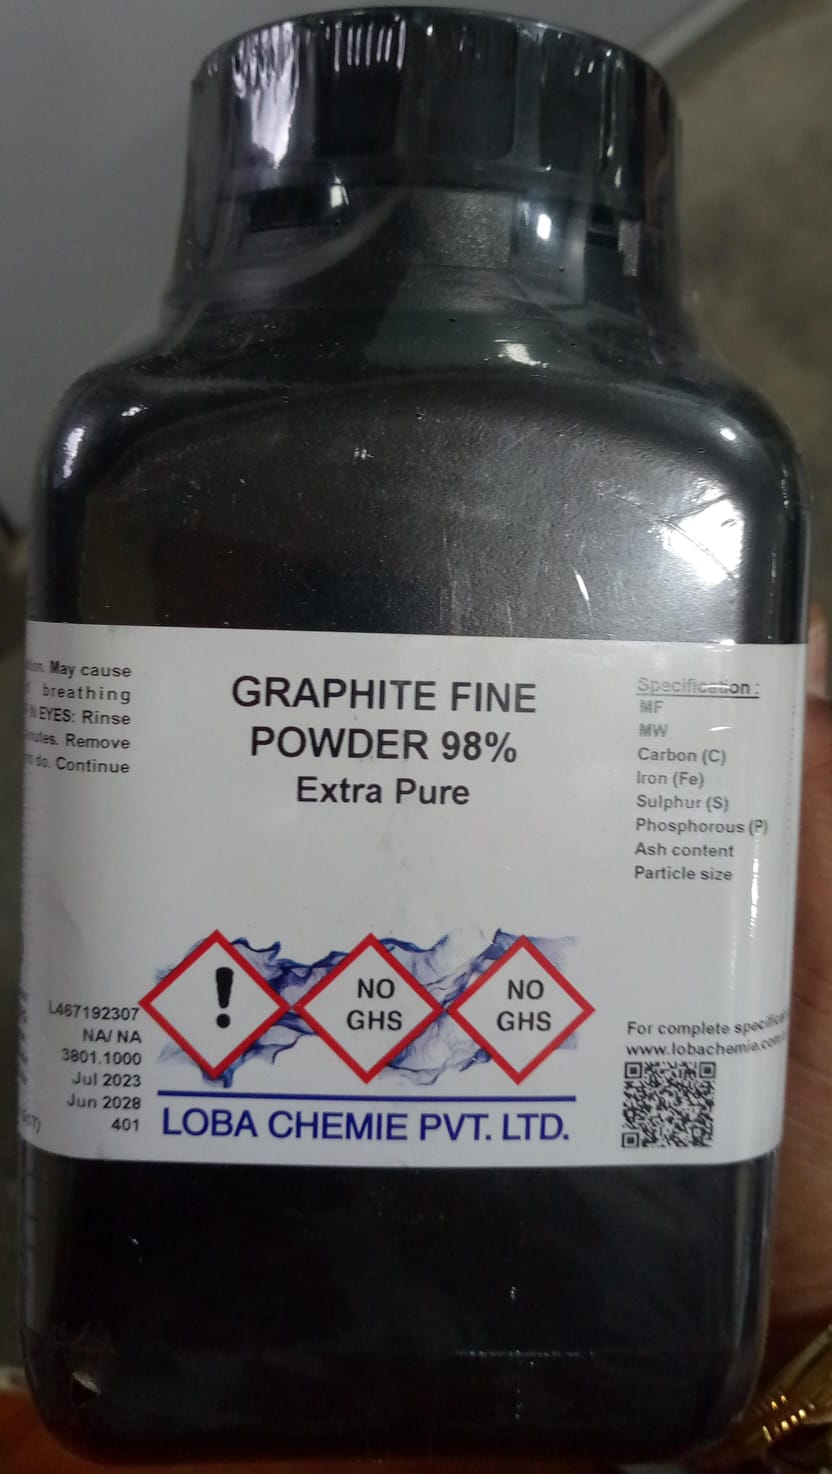 May cause
breathing
EYES: Rinse
Remove
do. Continue
GRAPHITE FINE
POWDER 98%
Extra Pure
Specification :
MF
MW
Carbon (C)
Iron (Fe)
Sulphur (S)
Phosphorous (P)
Ash content
Particle size
!
NO
GHS
NO
GHS
L467192307
NA/ NA
3801.1000
Jul 2023
Jun 2028
401
LOBA CHEMIE PVT. LTD.
For complete
www.lobachemie.com